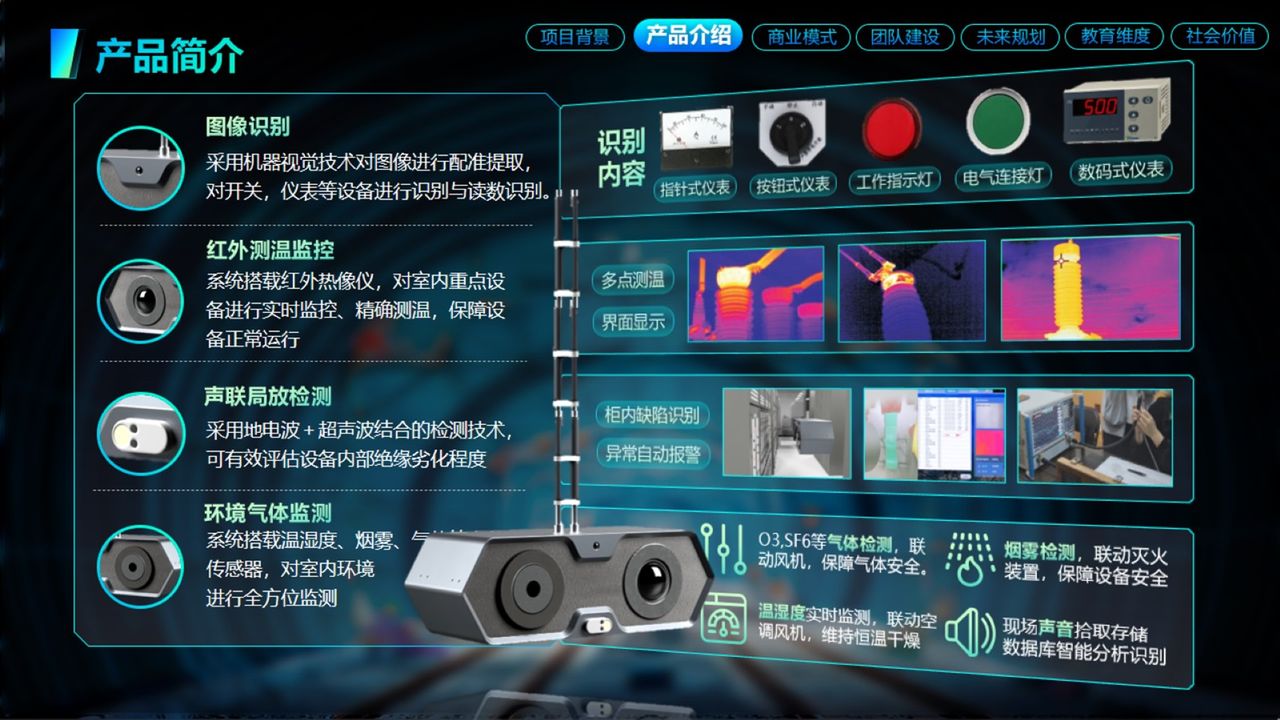 产品简介
项目背景
产品介绍
商业模式
团队建设
未来规划
教育维度
社会价值
图像识别
采用机器视觉技术对图像进行配准提取，
对开关，仪表等设备进行识别与读数识别。
红外测温监控
系统搭载红外热像仪，对室内重点设
备进行实时监控、精确测温，保障设
备正常运行
声联局放检测
采用地电波＋超声波结合的检测技术，
可有效评估设备内部绝缘劣化程度
环境气体监测
系统搭载温湿度、烟雾、
传感器，对室内环境
进行全方位监测
识别
内容
指针式仪表
按钮式仪表
工作指示灯
电气连接灯
500
数码式仪表
多点测温
界面显示
柜内缺陷识别
异常自动报警
O3,SF6等气体检测，联
动风机，保障气体安全。
烟雾检测，联动灭火
装置，保障设备安全
温湿度实时监测，联动空
调风机，维持恒温干燥
现场声音拾取存储
数据库智能分析识别